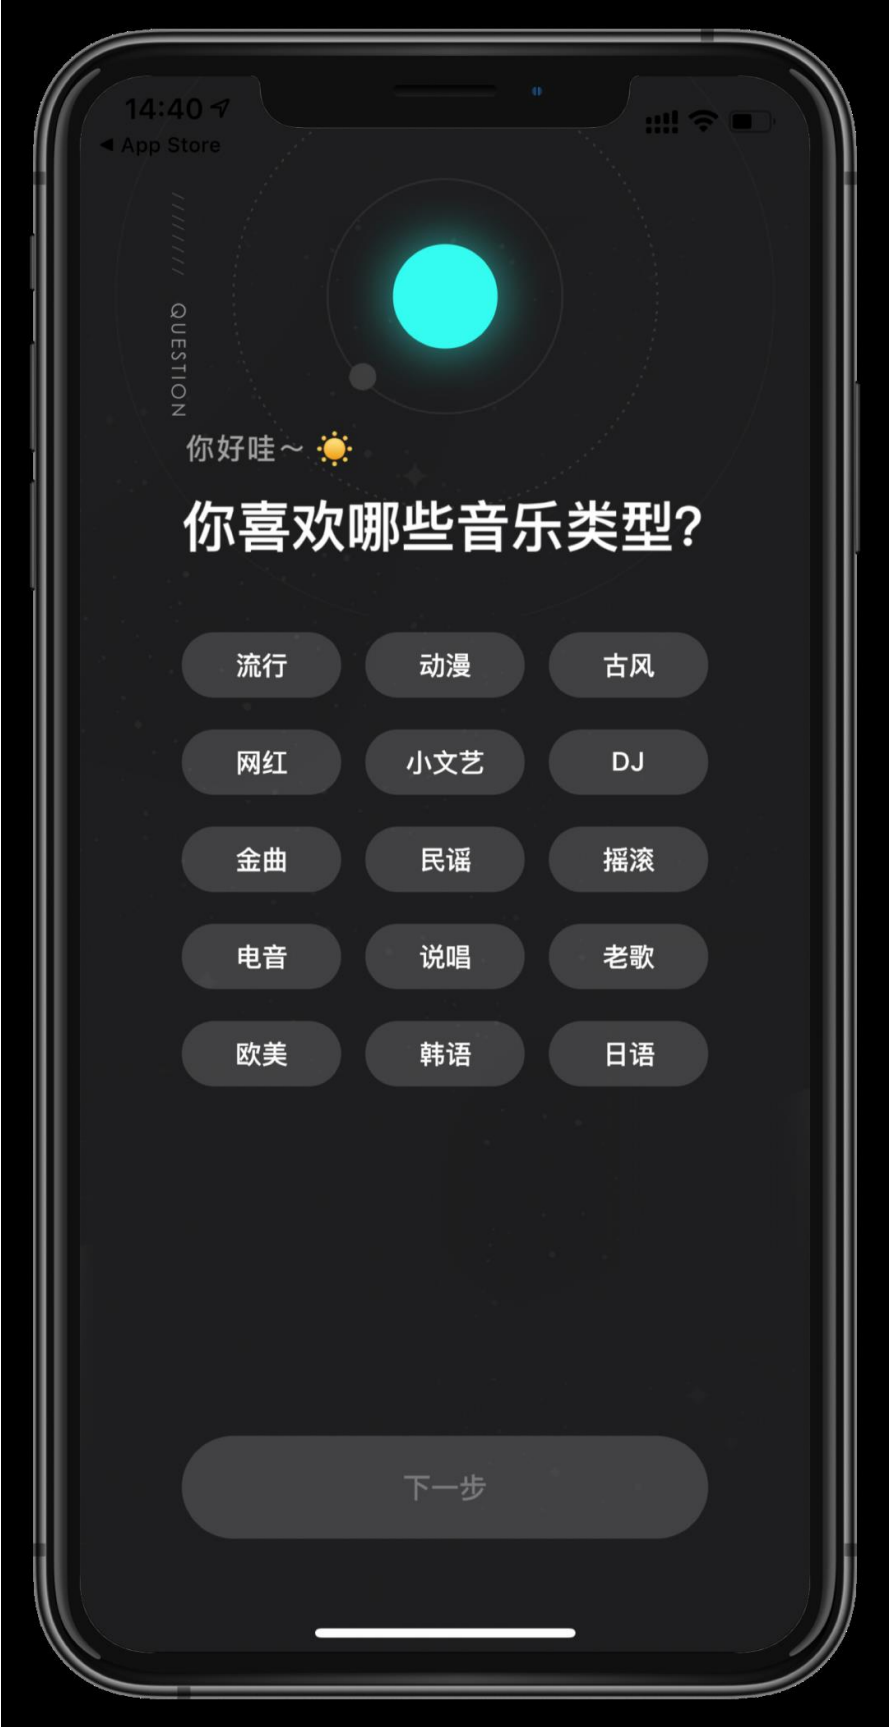 14:40
App Store
QUESTION
你好哇～
你喜欢哪些音乐类型？
流行 动漫 古风
网红 小文艺 DJ
金曲 民谣 摇滚
电音 说唱 老歌
欧美 韩语 日语
下一步